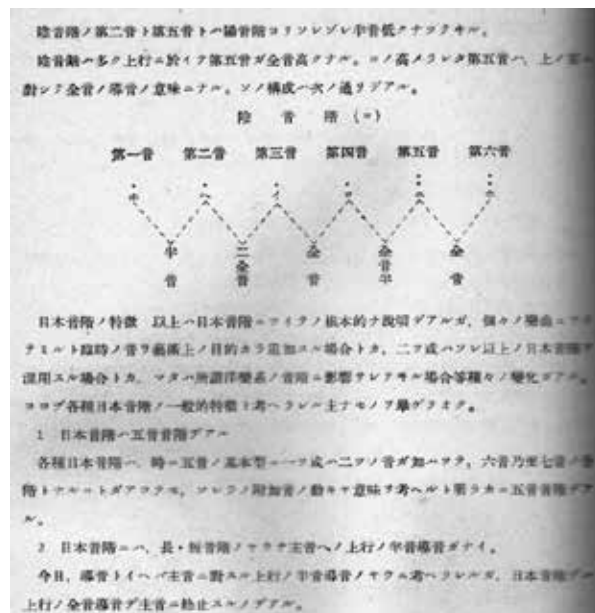 陰音階ノ第二音ト第五音トハ陽音階ヨリソレゾレ半音低クナツテヰル。
陰音階ハ多ク上行ニ於イテ第五音ガ全音高クナル。コノ高メラレタ第五音ハ、上ノ
對シテ全音ノ導音ノ意味ニナル。ソノ構成ハ次ノ通リデアル。
陰音階(二)
第一音 第二音 第三音 第四音 第五音 第六音
ホ ヘ イ ロ ホ
半音 二全音 全音 全音半 全音
日本音階ノ特徴 以上ハ日本音階ニツイテノ根本的ナ説明デアルガ、個々ノ
テミルト臨時ノ音ヲ藝術上ノ目的カラ追加スル場合トカ、二ツ或ハソレ以上ノ日本音階ヲ
混用スル場合トカ、マタハ所謂洋樂系ノ音階ニ影響サレテヰル場合等種々ノ變化ガアル。
ココデ各種日本音階ノ一般的特徴ト考ヘラレル主ナモノヲ擧ゲテオク。
1 日本音階ハ五音音階デアル
各種日本音階ハ、時ニ五音ノ基本型ニ一ツ或ハ二ツノ音ガ加ハツテ、六音乃至七音ノ
階トナルコトガアツテモ、ソレラノ附加音ノ動キヤ意味ヲ考ヘルト明ラカニ五音音階デア
ル。
2 日本音階ニハ、長・短音階ノヤウナ主音ヘノ上行ノ半音導音ガナイ。
今日、導音トイヘバ主音ニ對スル上行ノ半音導音ノヤウニ考ヘラレルガ、日本音階デハ
上行ノ全音導音デ主音ニ終止スルノデアル。